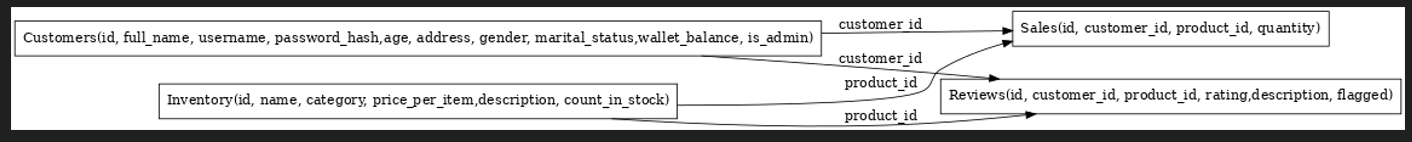 Customers(id, full_name, username, password_hash,age, address, gender, marital_status,wallet_balance, is_admin)
customer_id
Sales(id, customer_id, product_id, quantity)
customer_id
product_id
Inventory(id, name, category, price_per_item,description, count_in_stock)
Reviews(id, customer_id, product_id, rating,description, flagged)
product_id